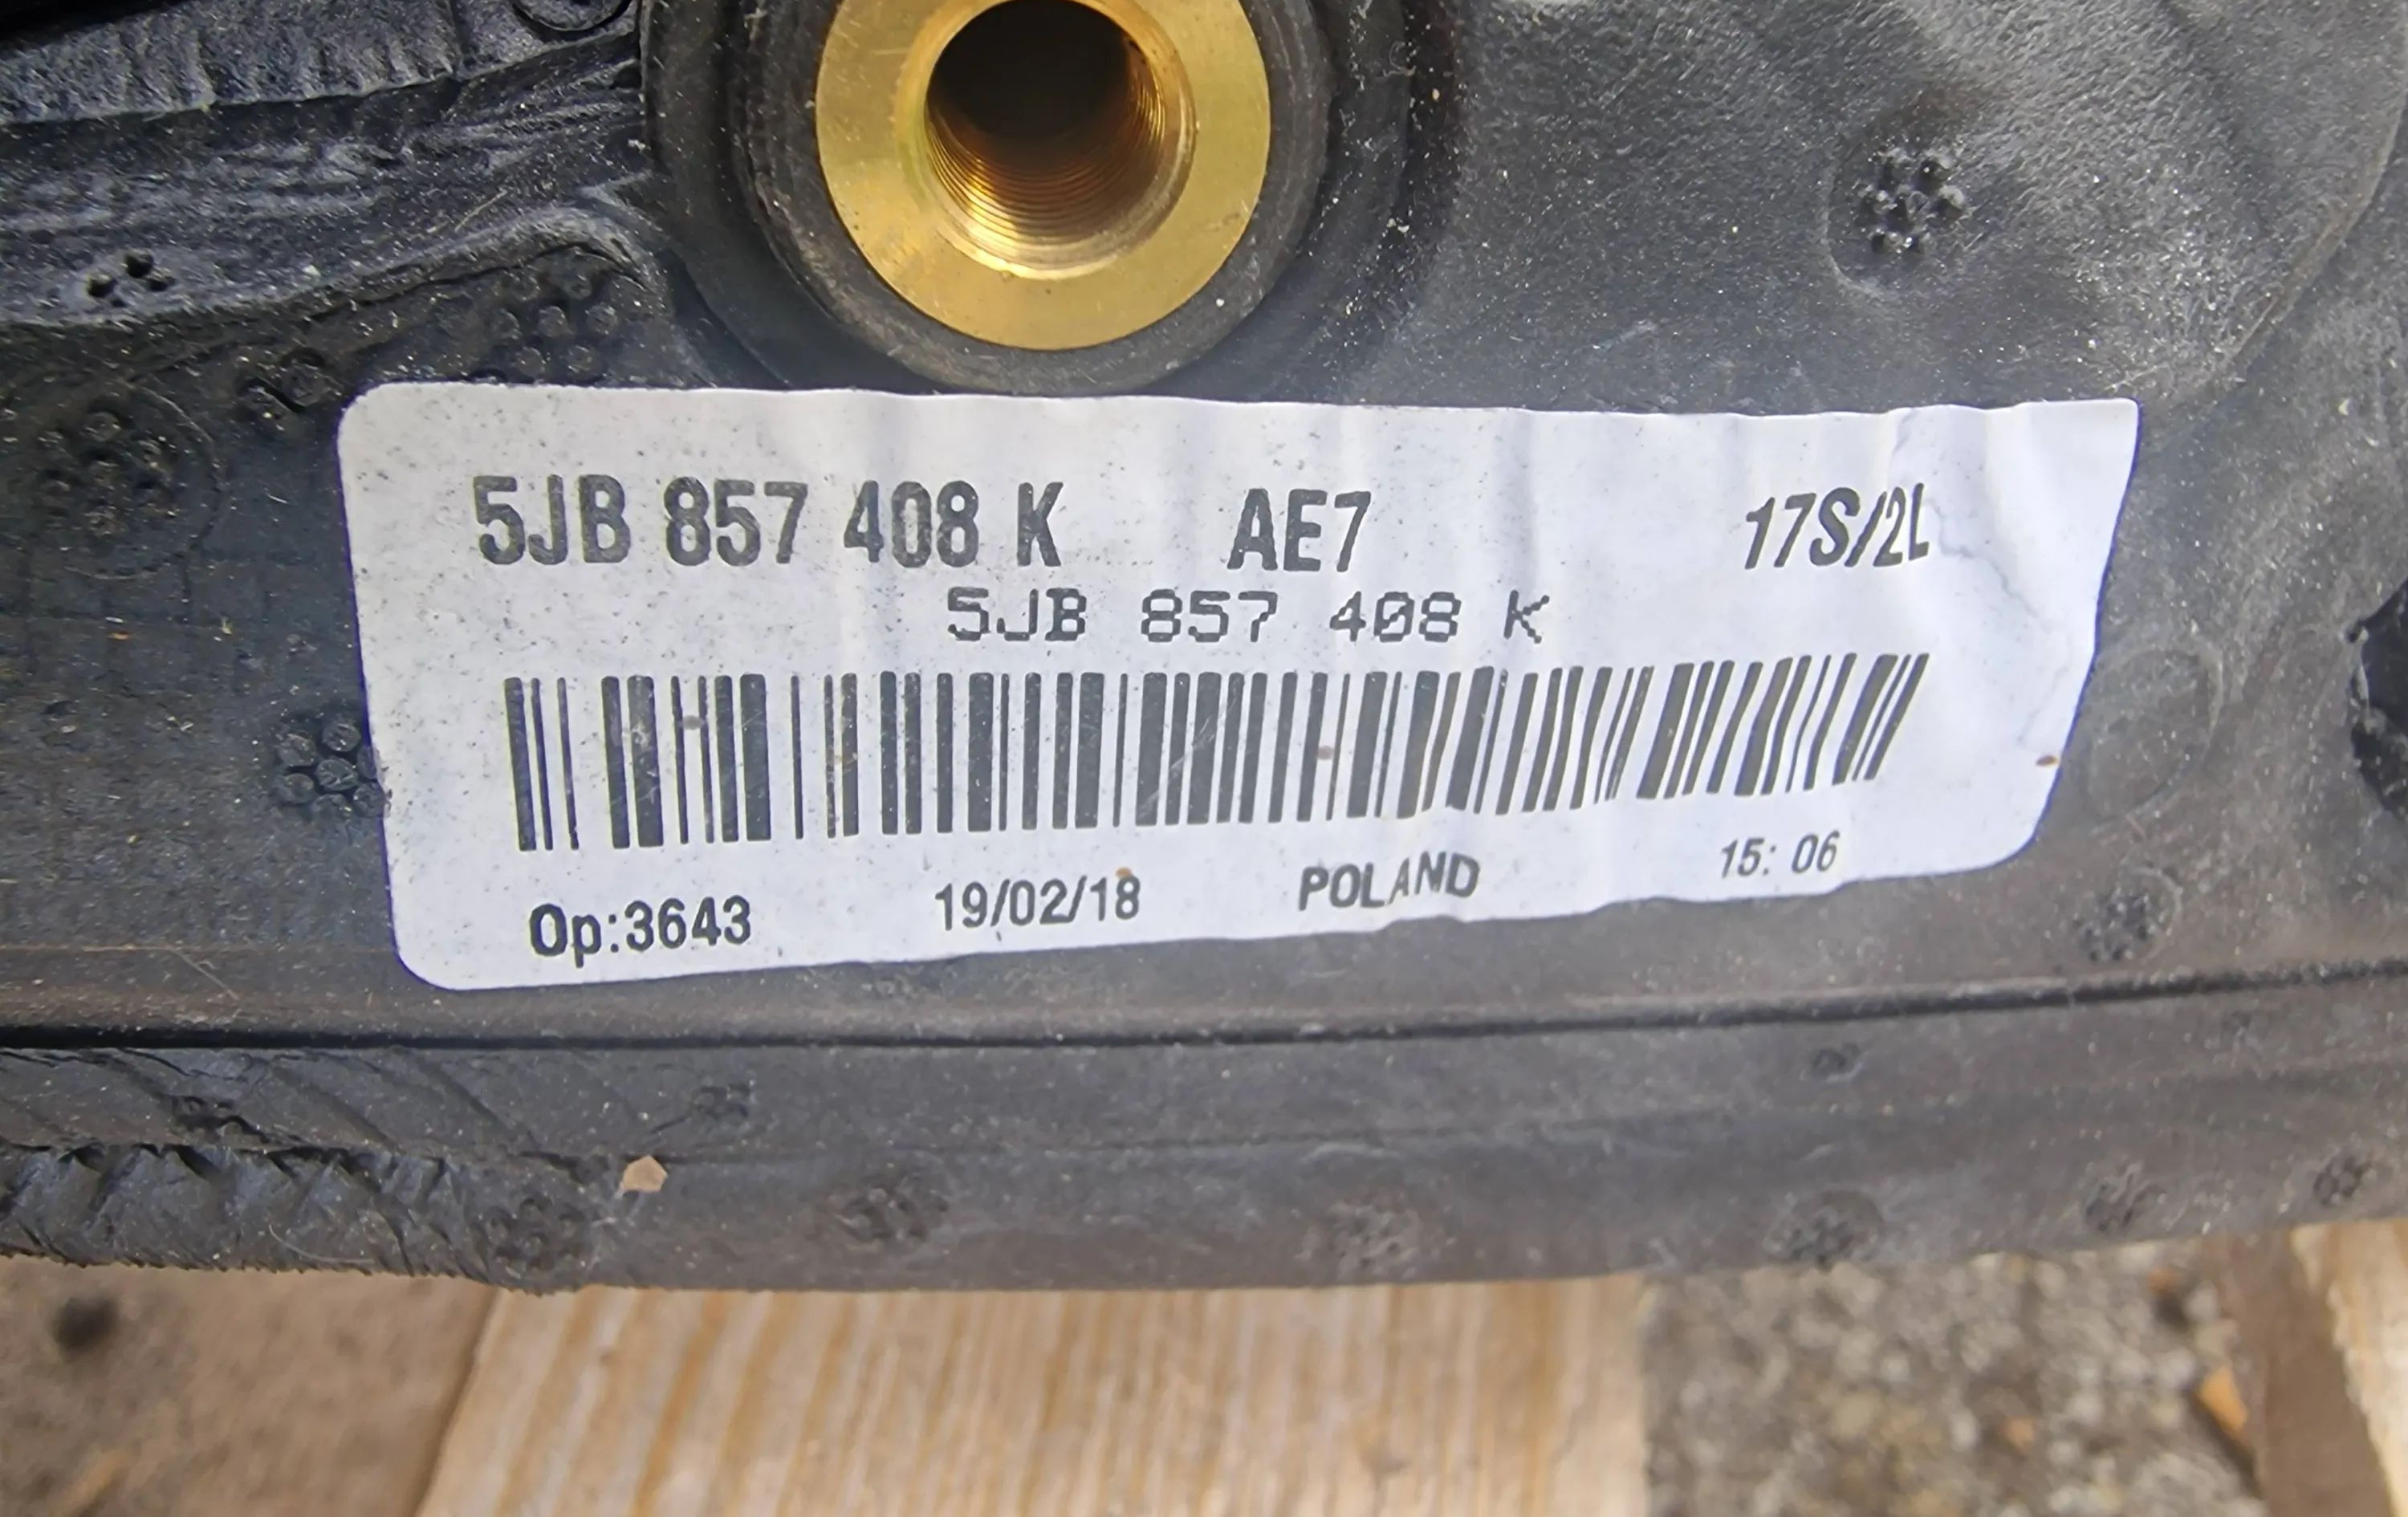 5JB 857 408 K AE7 17S/2L
5JB 857 408 K
Op:3643 19/02/18 POLAND 15: 06